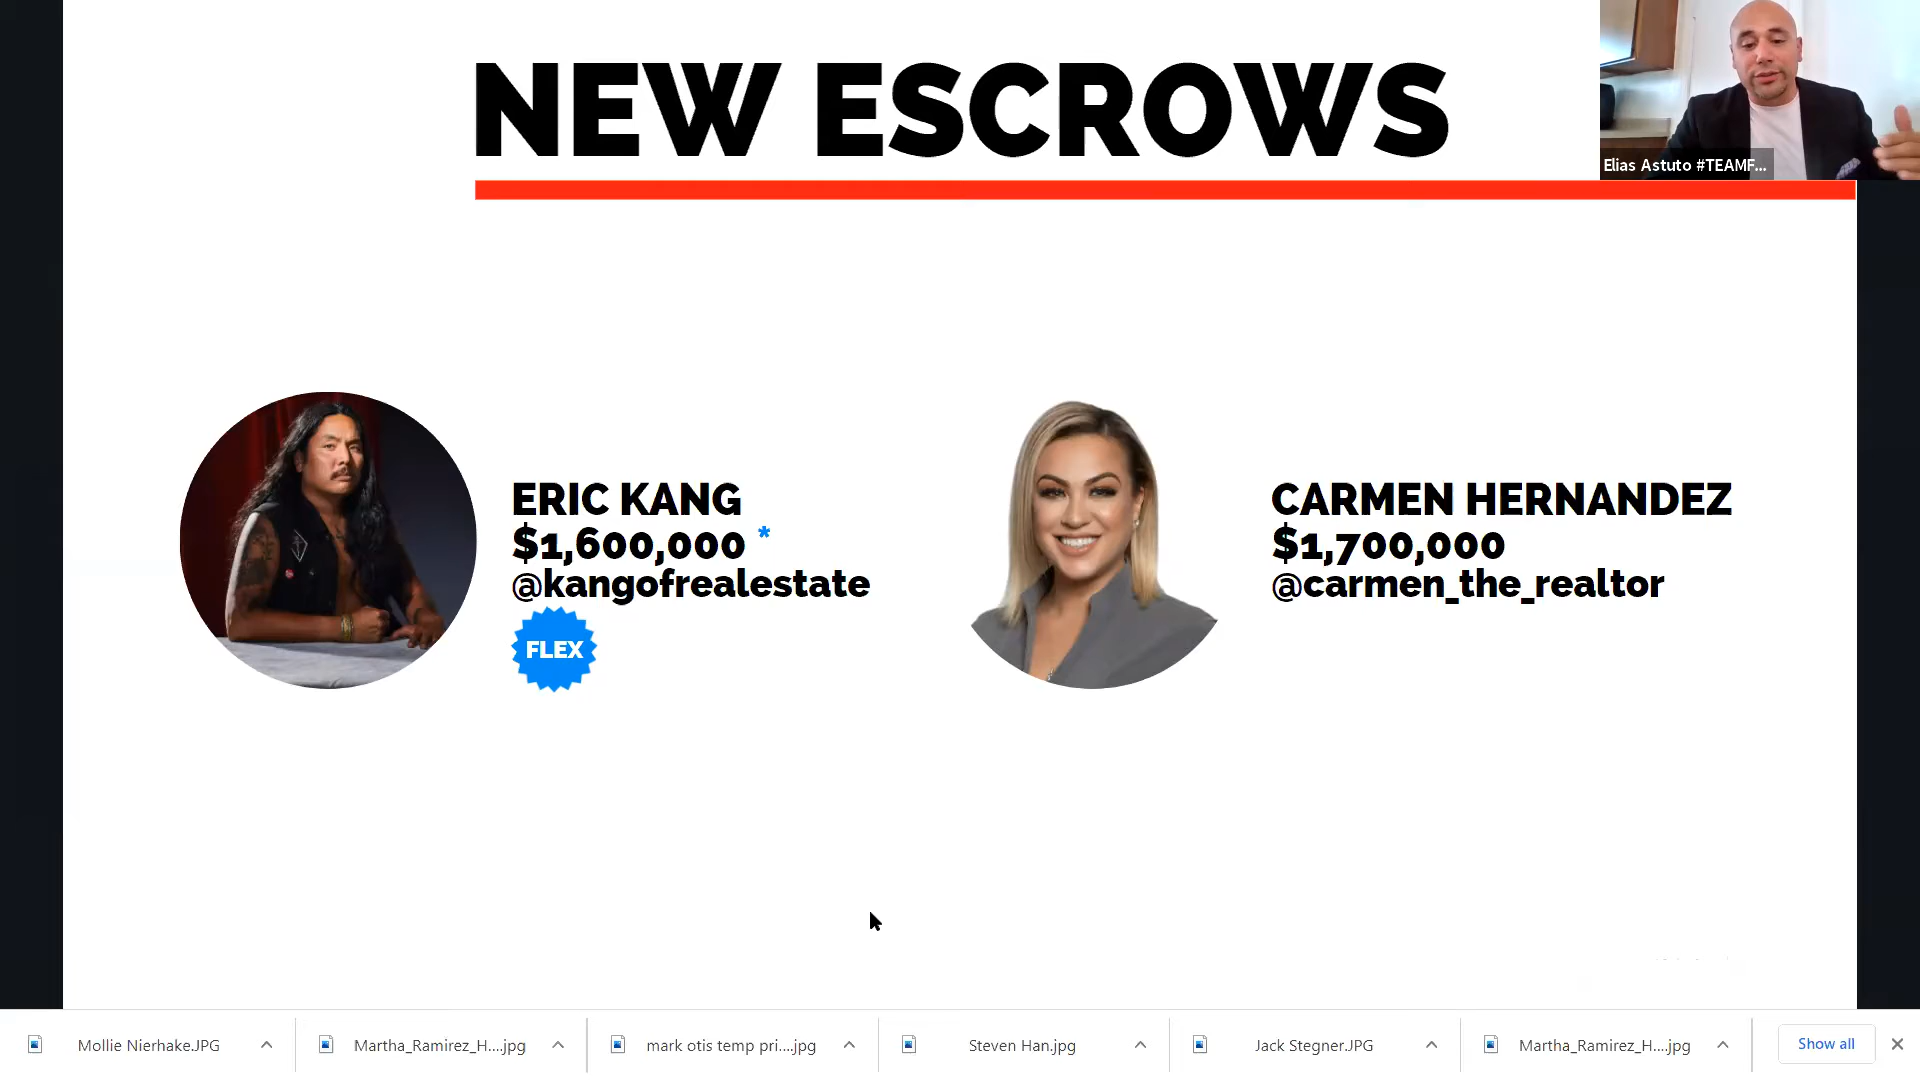 NEW ESCROWS
Elias Astuto #TEAMF...
ERIC KANG
$1,600,000 *
@kangofrealestate
FLEX
CARMEN HERNANDEZ
$1,700,000
@carmen_the_realtor
Mollie Nierhake.JPG
Martha_Ramirez_H....jpg
mark otis temp pri....jpg
Steven Han.jpg
Jack Stegner.JPG
Martha_Ramirez_H....jpg
Show all